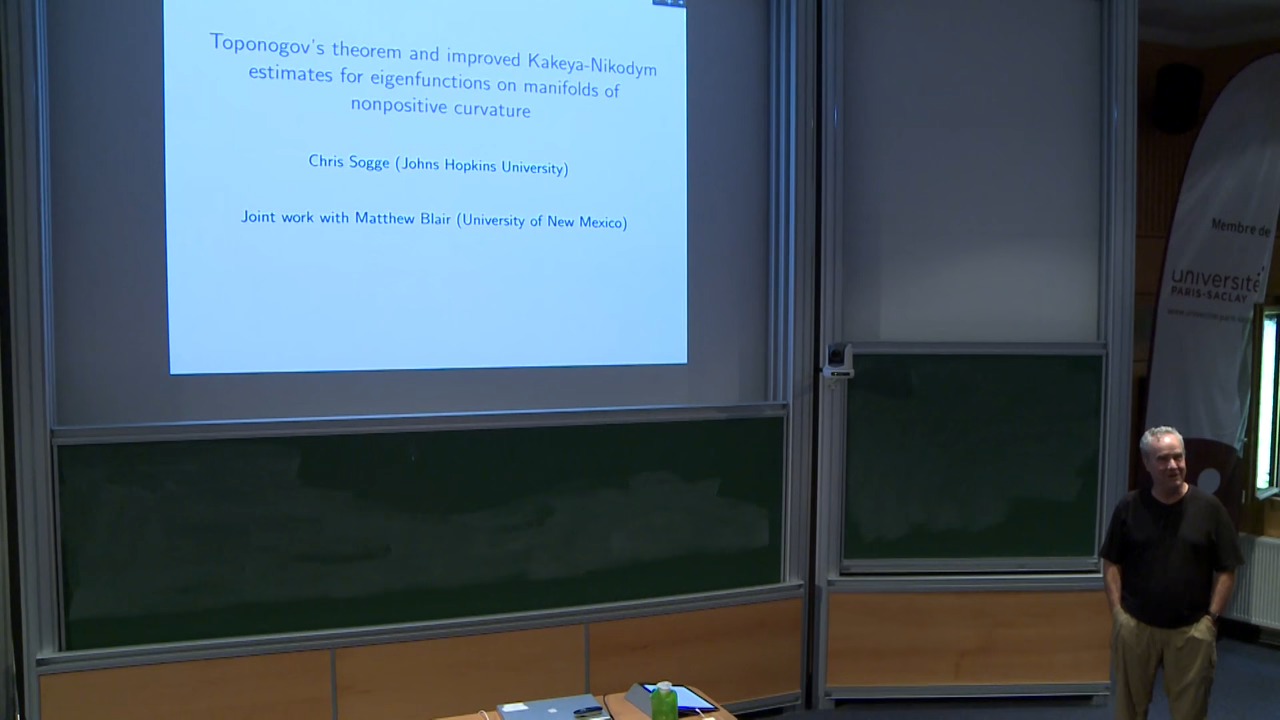 Toponogov's theorem and improved Kakeya-Nikodym
estimates for eigenfunctions on manifolds of
nonpositive curvature
Chris Sogge (Johns Hopkins University)
Joint work with Matthew Blair (University of New Mexico)
Membre de
université
PARIS-SACLAY